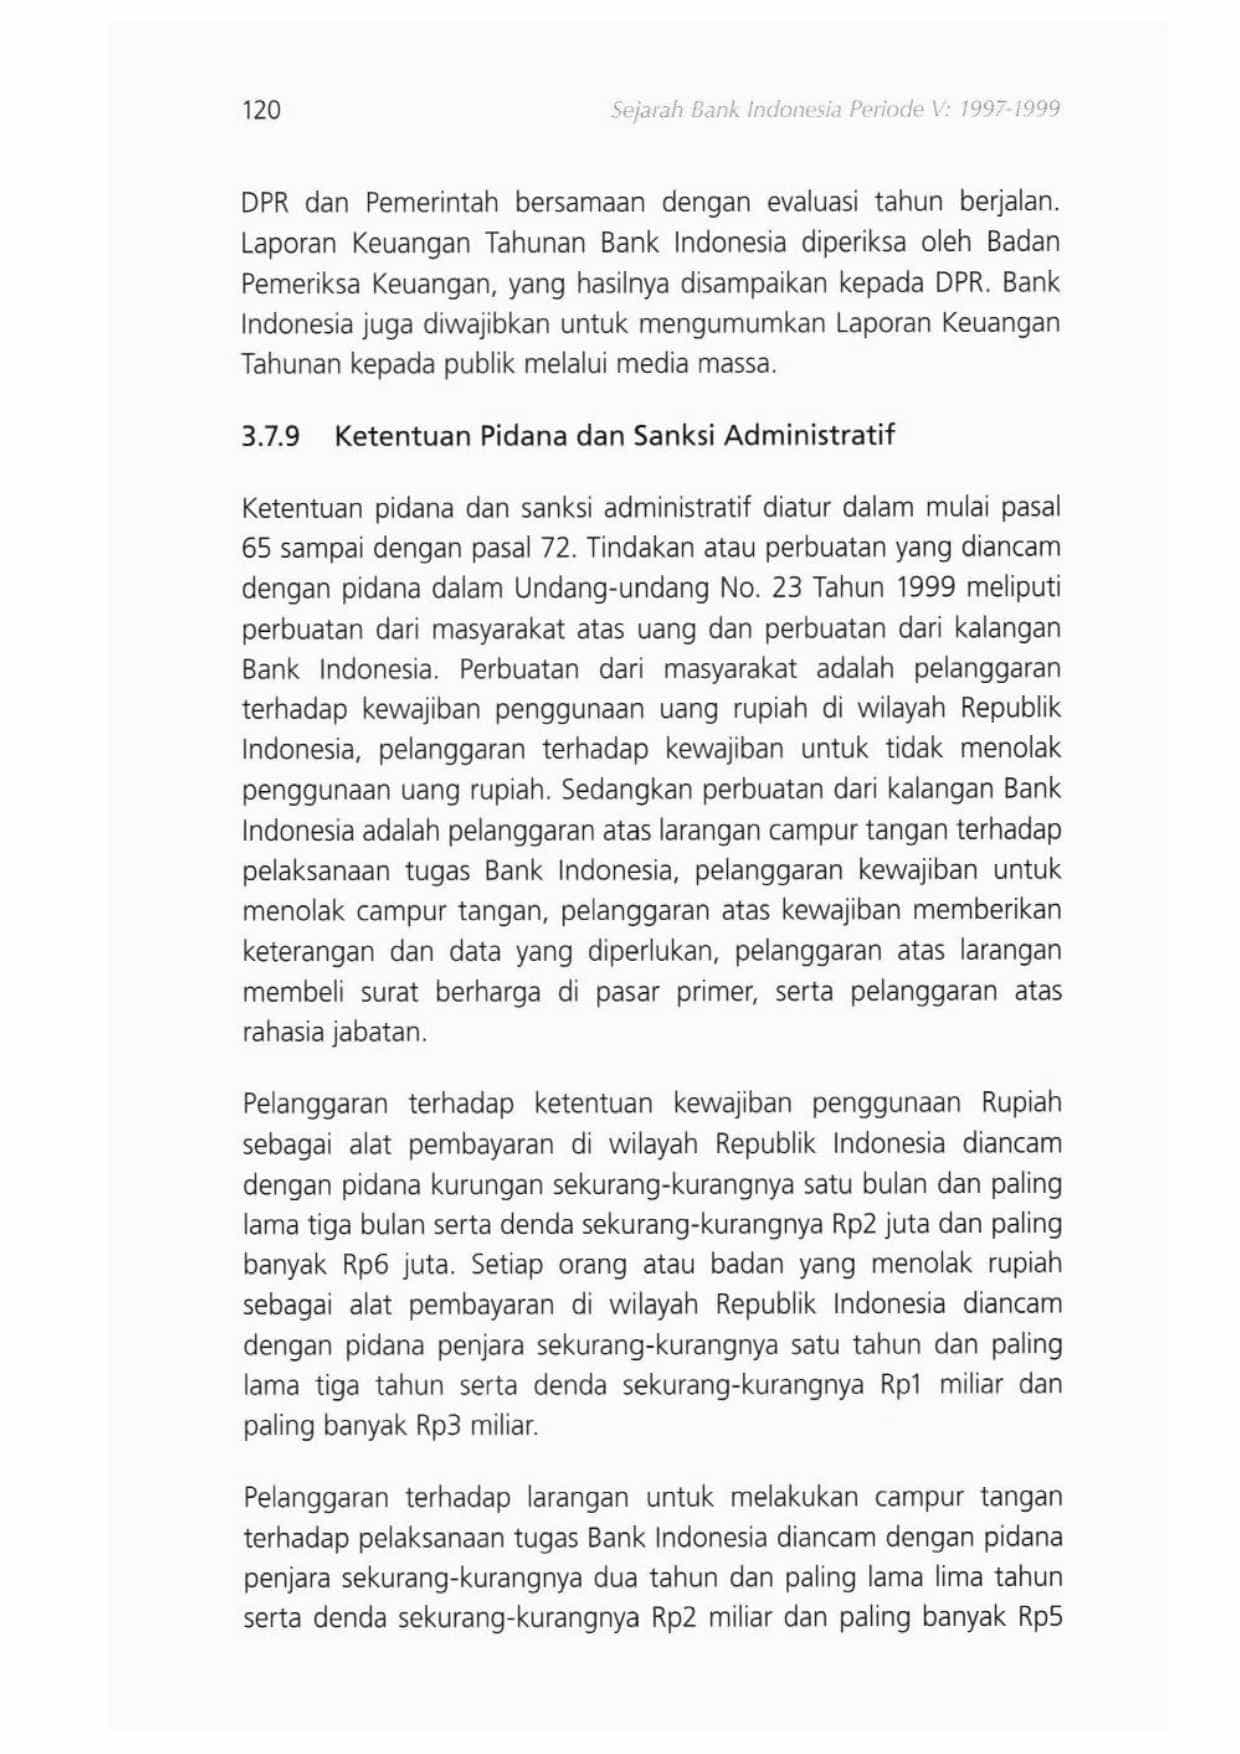 120
Sejarah Bank Indonesia Periode V: 1997-1999
DPR dan Pemerintah bersamaan dengan evaluasi tahun berjalan.
Laporan Keuangan Tahunan Bank Indonesia diperiksa oleh Badan
Pemeriksa Keuangan, yang hasilnya disampaikan kepada DPR. Bank
Indonesia juga diwajibkan untuk mengumumkan Laporan Keuangan
Tahunan kepada publik melalui media massa.
3.7.9 Ketentuan Pidana dan Sanksi Administratif
Ketentuan pidana dan sanksi administratif diatur dalam mulai pasal
65 sampai dengan pasal 72. Tindakan atau perbuatan yang diancam
dengan pidana dalam Undang-undang No. 23 Tahun 1999 meliputi
perbuatan dari masyarakat atas uang dan perbuatan dari kalangan
Bank Indonesia. Perbuatan dari masyarakat adalah pelanggaran
terhadap kewajiban penggunaan uang rupiah di wilayah Republik
Indonesia, pelanggaran terhadap kewajiban untuk tidak menolak
penggunaan uang rupiah. Sedangkan perbuatan dari kalangan Bank
Indonesia adalah pelanggaran atas larangan campur tangan terhadap
pelaksanaan tugas Bank Indonesia, pelanggaran kewajiban untuk
menolak campur tangan, pelanggaran atas kewajiban memberikan
keterangan dan data yang diperlukan, pelanggaran atas larangan
membeli surat berharga di pasar primer, serta pelanggaran atas
rahasia jabatan.
Pelanggaran terhadap ketentuan kewajiban penggunaan Rupiah
sebagai alat pembayaran di wilayah Republik Indonesia diancam
dengan pidana kurungan sekurang-kurangnya satu bulan dan paling
lama tiga bulan serta denda sekurang-kurangnya Rp2 juta dan paling
banyak Rp6 juta. Setiap orang atau badan yang menolak rupiah
sebagai alat pembayaran di wilayah Republik Indonesia diancam
dengan pidana penjara sekurang-kurangnya satu tahun dan paling
lama tiga tahun serta denda sekurang-kurangnya Rp1 miliar dan
paling banyak Rp3 miliar.
Pelanggaran terhadap larangan untuk melakukan campur tangan
terhadap pelaksanaan tugas Bank Indonesia diancam dengan pidana
penjara sekurang-kurangnya dua tahun dan paling lama lima tahun
serta denda sekurang-kurangnya Rp2 miliar dan paling banyak Rp5